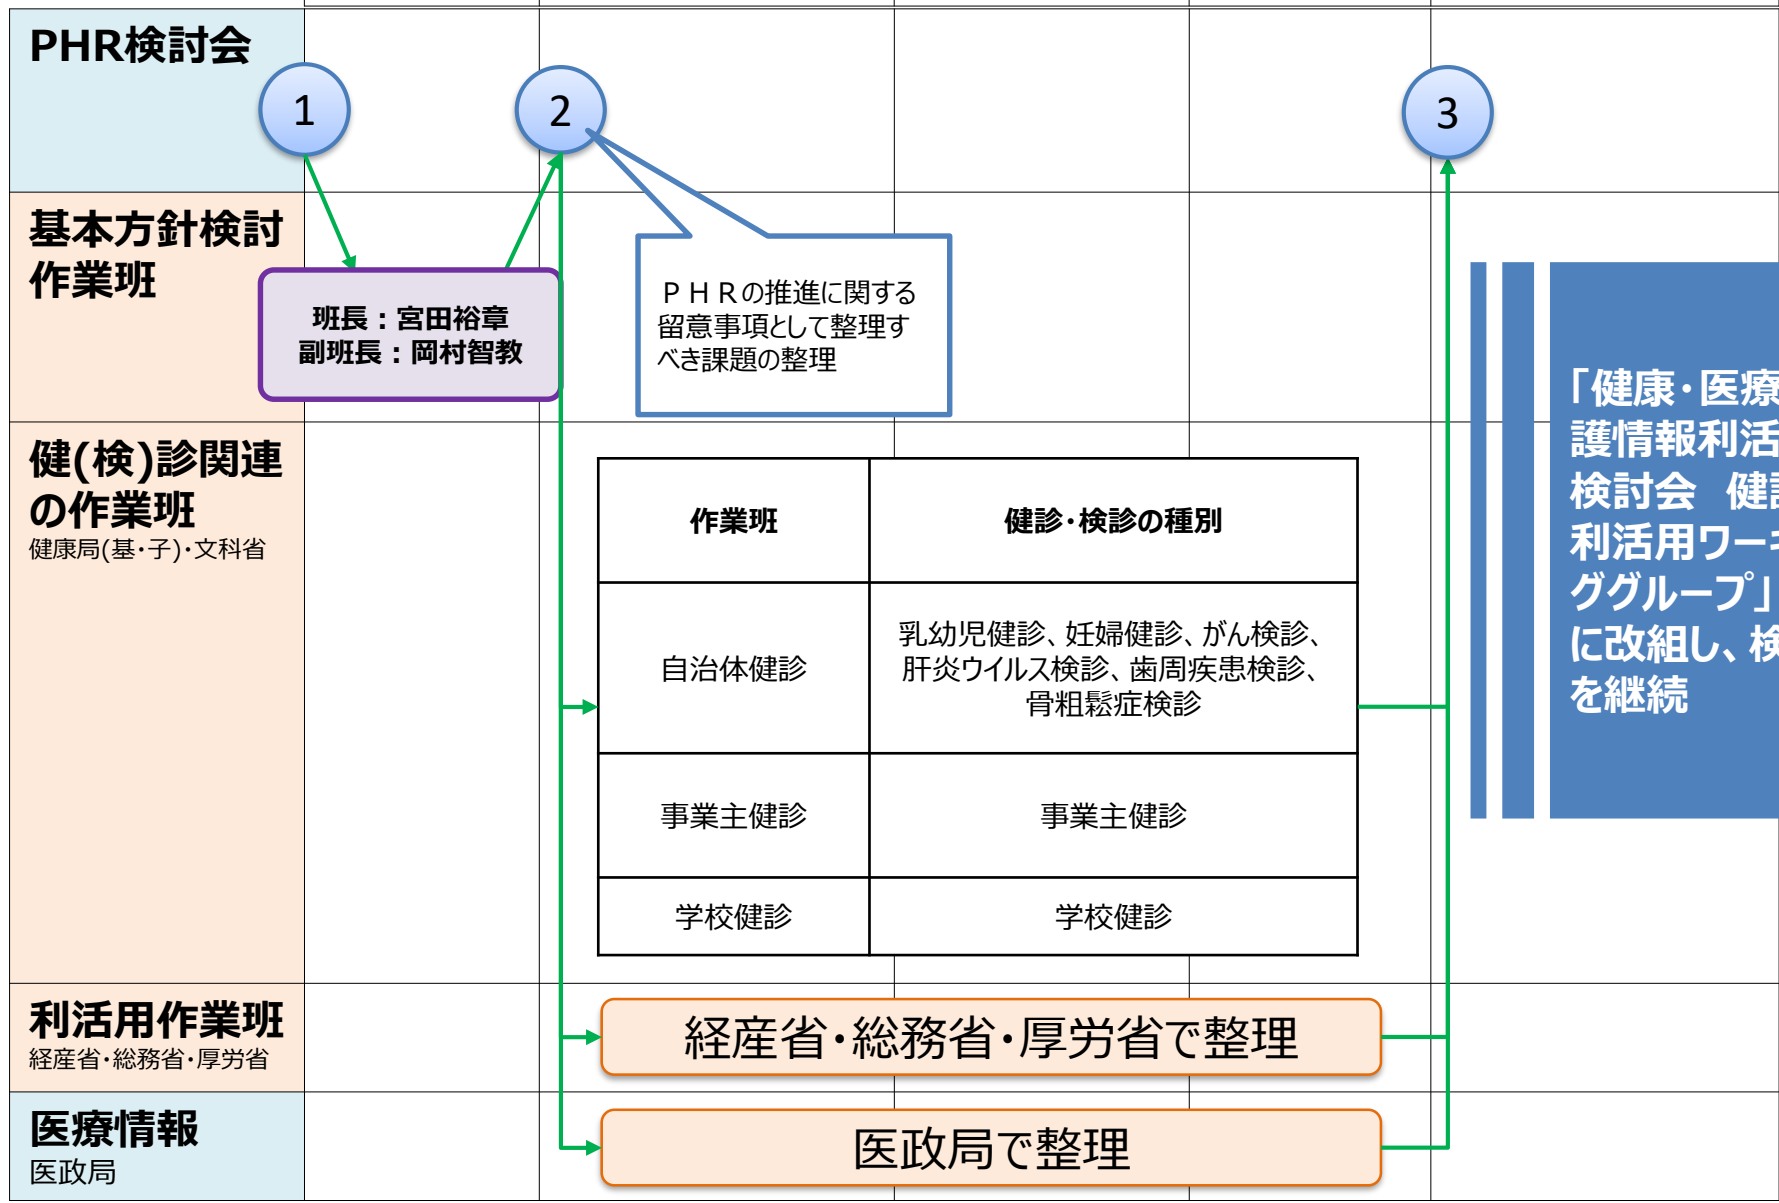 PHR検討会
1
2
3
基本方針検討
作業班
班長：宮田裕章
副班長：岡村智教
ＰＨＲの推進に関する
留意事項として整理す
べき課題の整理
健(検)診関連
の作業班
健康局(基･子)･文科省
作業班
健診･検診の種別
自治体健診
乳幼児健診、妊婦健診、がん検診、
肝炎ウイルス検診、歯周疾患検診、
骨粗鬆症検診
事業主健診
事業主健診
学校健診
学校健診
「健康･医療
護情報利活
検討会　健
利活用ワー
ググループ」
に改組し、検
を継続
利活用作業班
経産省･総務省･厚労省
経産省･総務省･厚労省で整理
医療情報
医政局
医政局で整理